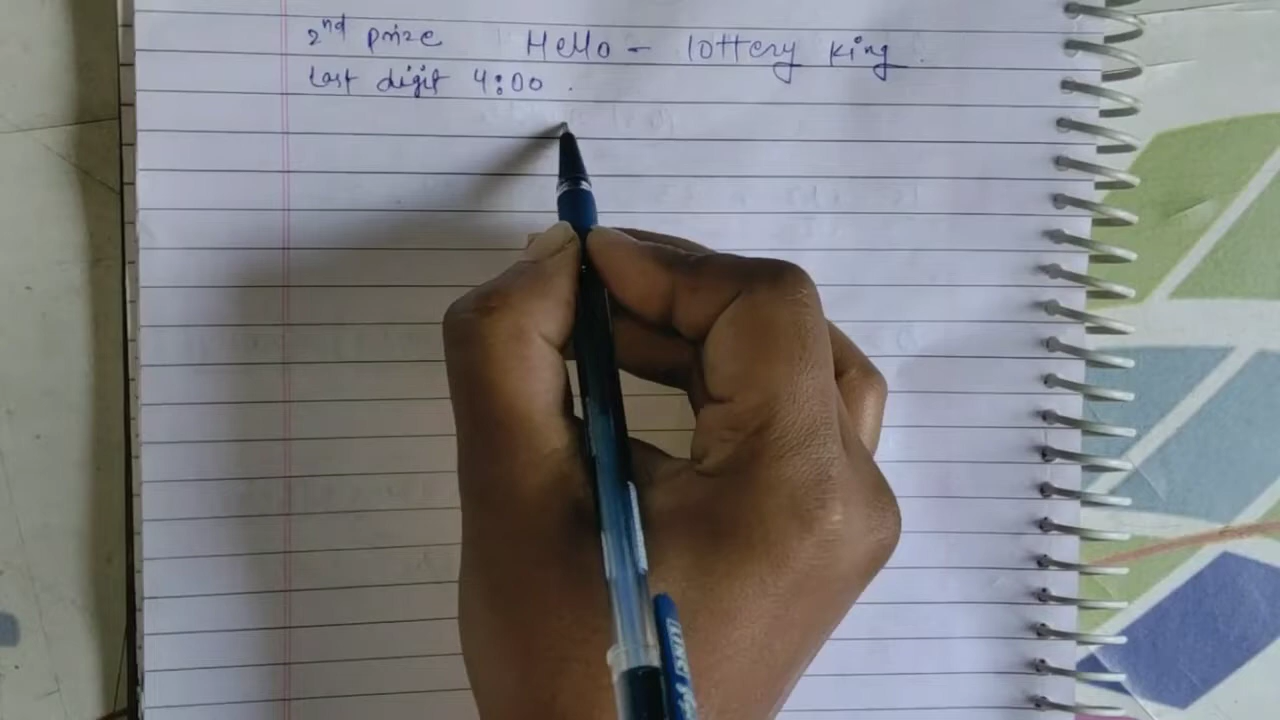 2nd prize Hello - lottery king.
last digit 4:00.